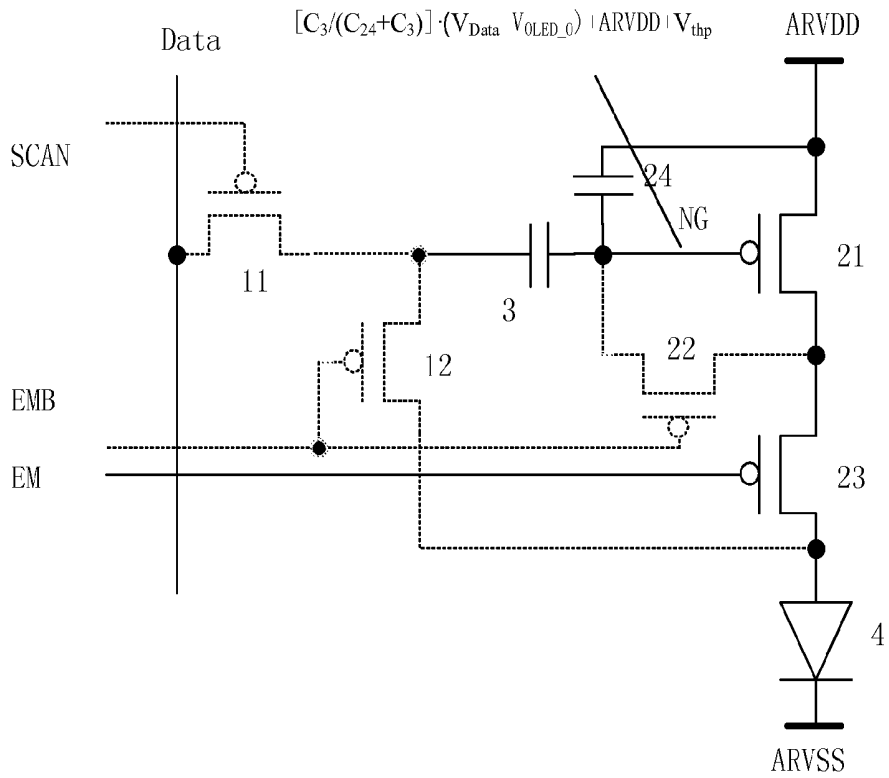 [C3/(C24+C3)]·(VData VOLED_0) ARVDD Vthp
ARVDD
Data
SCAN
24
NG
21
11
3
22
12
EMB
EM
23
4
ARVSS